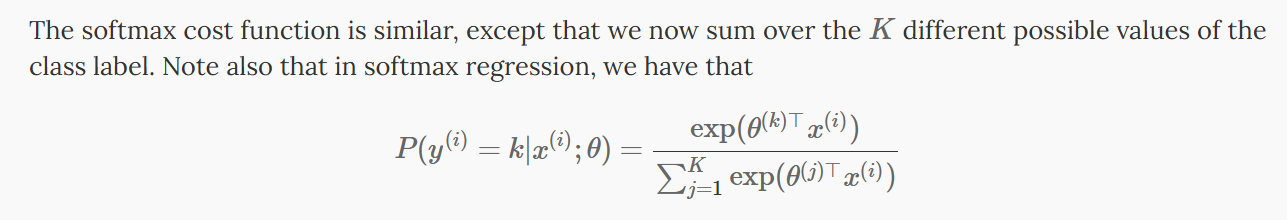 The softmax cost function is similar, except that we now sum over the K different possible values of the
class label. Note also that in softmax regression, we have that
P(y^{(i)} = k|x^{(i)}; θ) = \frac{exp(θ^{(k)⊤} x^{(i)})}{∑_{j=1}^{K} exp(θ^{(j)⊤} x^{(i)})}